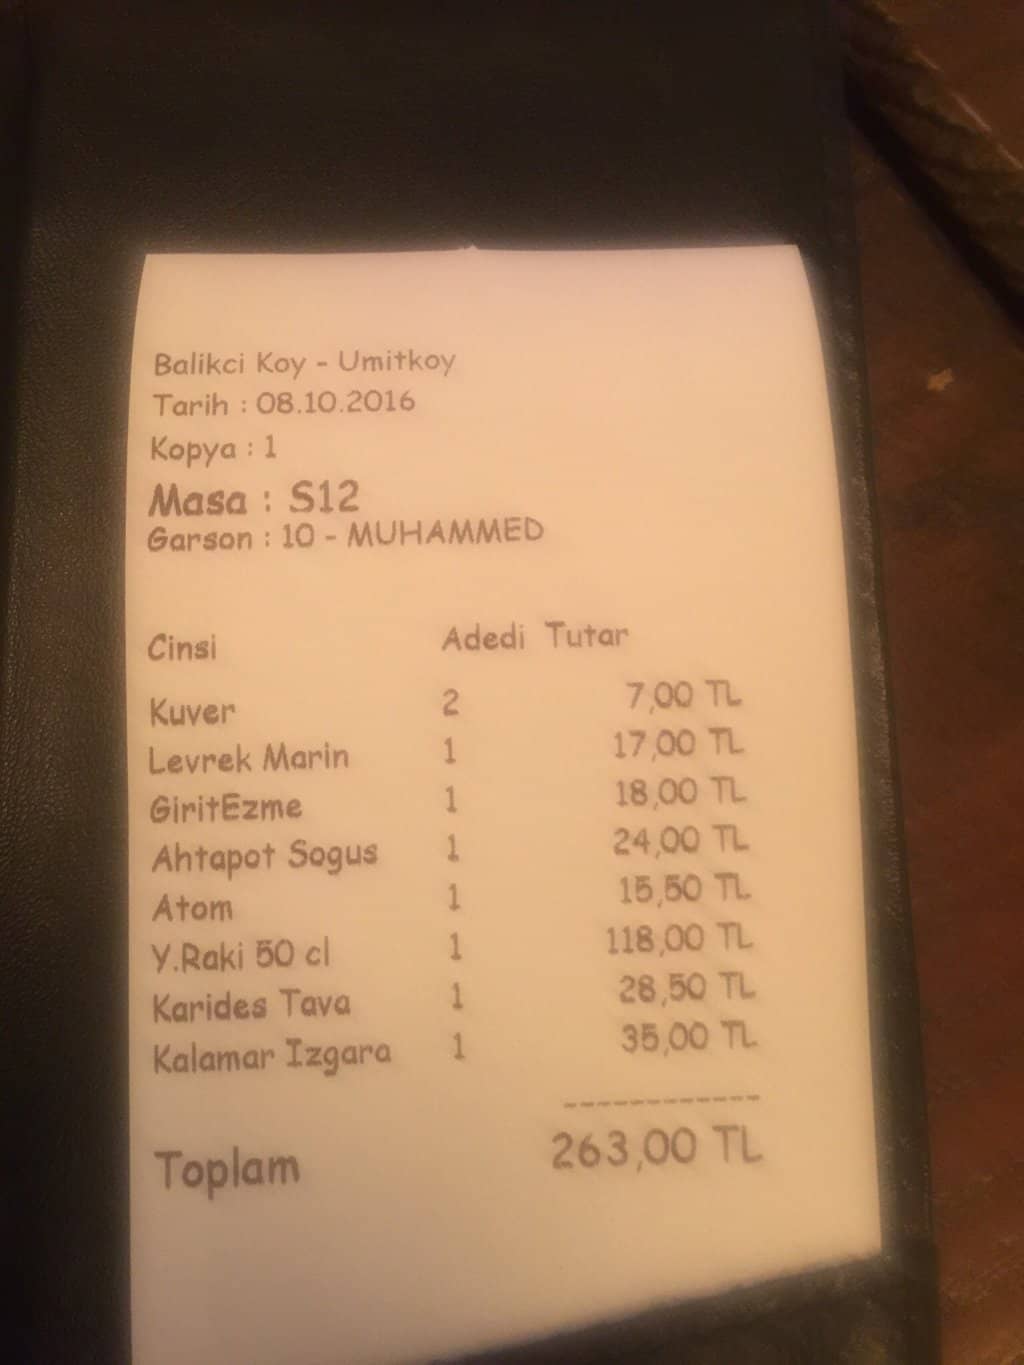 Balikci Koy - Umitkoy
Tarih : 08.10.2016
Kopya : 1
Masa : S12
Garson : 10 - MUHAMMED
Cinsi Adedi Tutar
Kuver 2 7,00 TL
Levrek Marin 1 17,00 TL
GiritEzme 1 18,00 TL
Ahtapot Sogus 1 24,00 TL
Atom 1 15,50 TL
Y.Raki 50 cl 1 118,00 TL
Karides Tava 1 28,50 TL
Kalamar Izgara 1 35,00 TL
------------
Toplam 263,00 TL